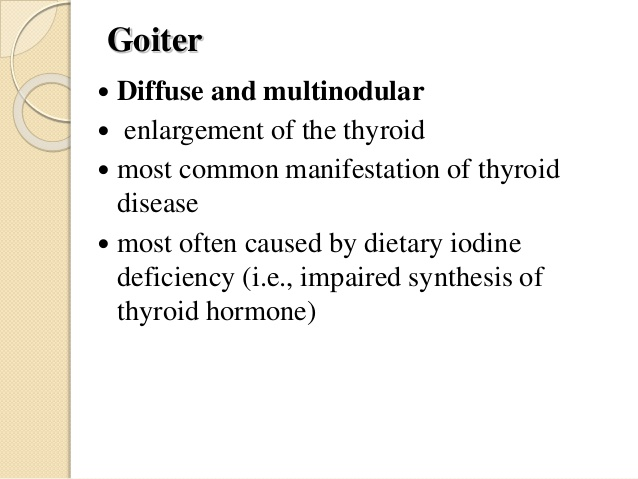 Goiter
• Diffuse and multinodular
• enlargement of the thyroid
• most common manifestation of thyroid
disease
• most often caused by dietary iodine
deficiency (i.e., impaired synthesis of
thyroid hormone)